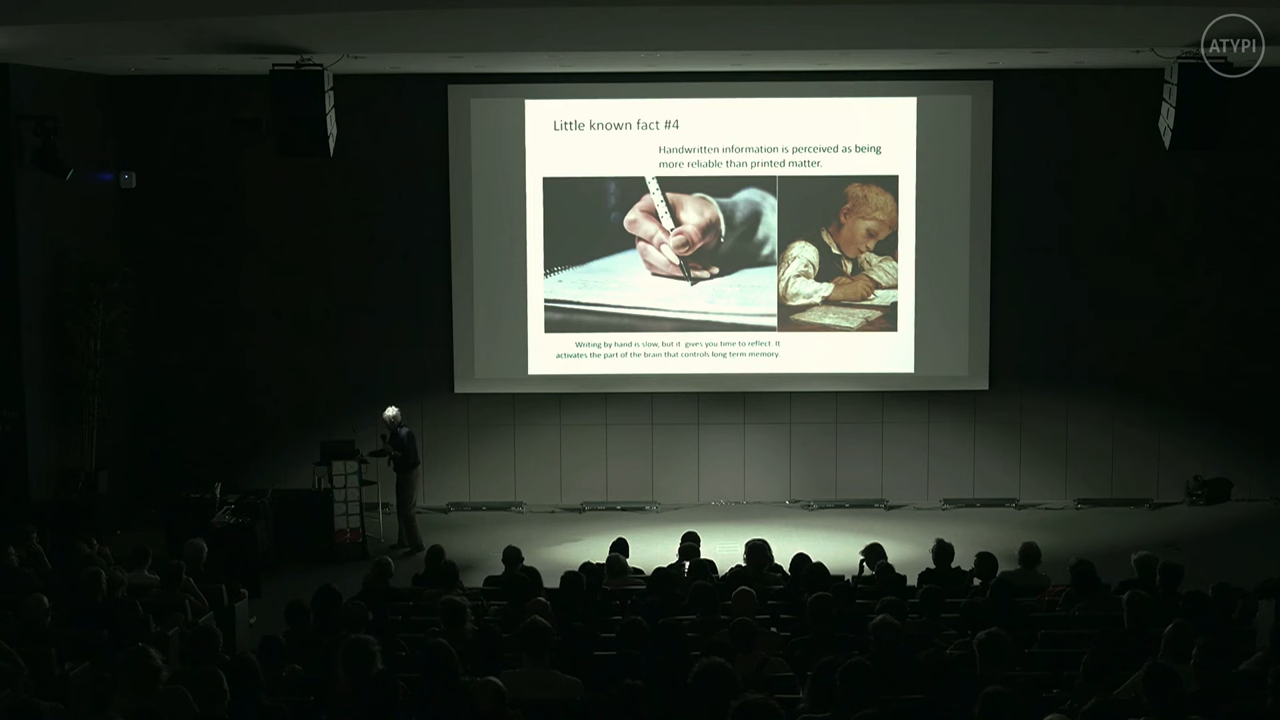 ATYPI
Little known fact #4
Handwritten information is perceived as being
more reliable than printed matter.
Writing by hand is slow, but it gives you time to reflect. It
activates the part of the brain that controls long term memory.